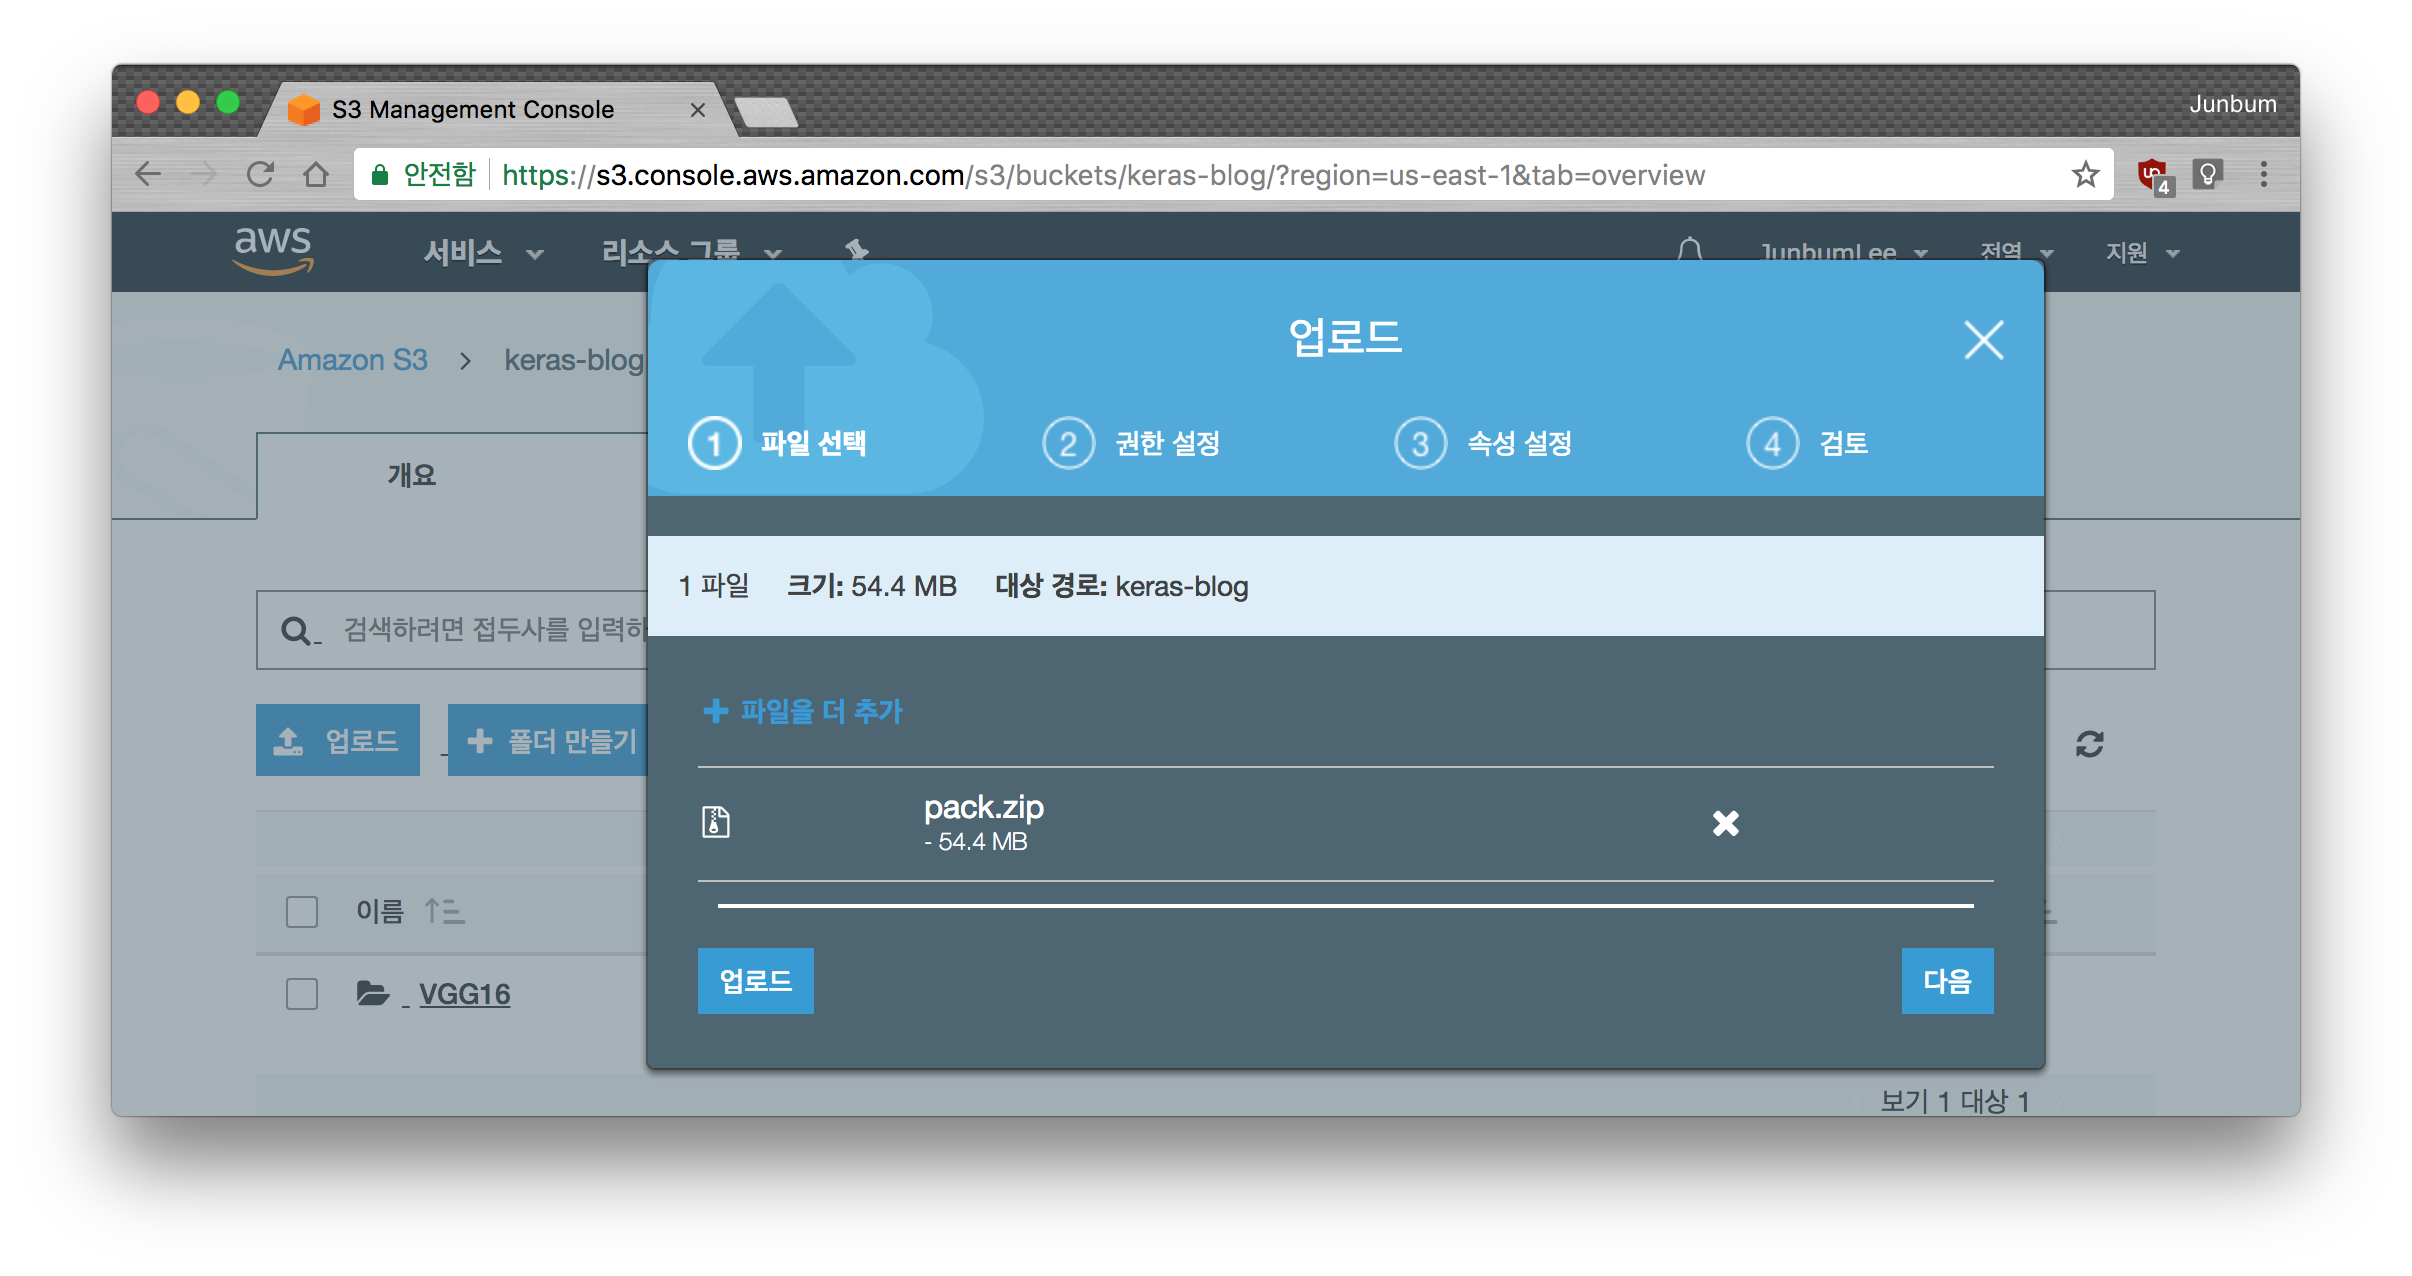 S3 Management Console
Junbum
안전함 https://s3.console.aws.amazon.com/s3/buckets/keras-blog/?region=us-east-1&tab=overview
4
aws 서비스 리소스 그룹 JunbumLee 전역 지원
Amazon S3 > keras-blog
업로드
1 파일 선택 2 권한 설정 3 속성 설정 4 검토
개요
1 파일 크기: 54.4 MB 대상 경로: keras-blog
검색하려면 접두사를 입력하
파일을 더 추가
업로드 폴더 만들기
pack.zip
- 54.4 MB
이름
업로드 다음
VGG16
보기 1 대상 1